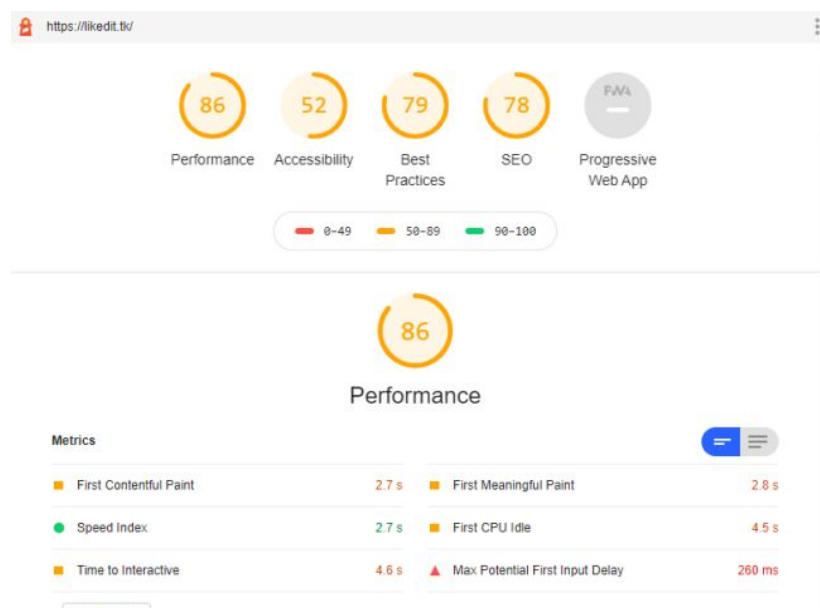 https://likedit.tk/
86
52
79
78
PWA
Performance
Accessibility
Best
Practices
SEO
Progressive
Web App
0-49
50-89
90-100
86
Performance
Metrics
First Contentful Paint 2.7 s
First Meaningful Paint 2.8 s
Speed Index 2.7 s
First CPU Idle 4.5 s
Time to Interactive 4.6 s
Max Potential First Input Delay 260 ms